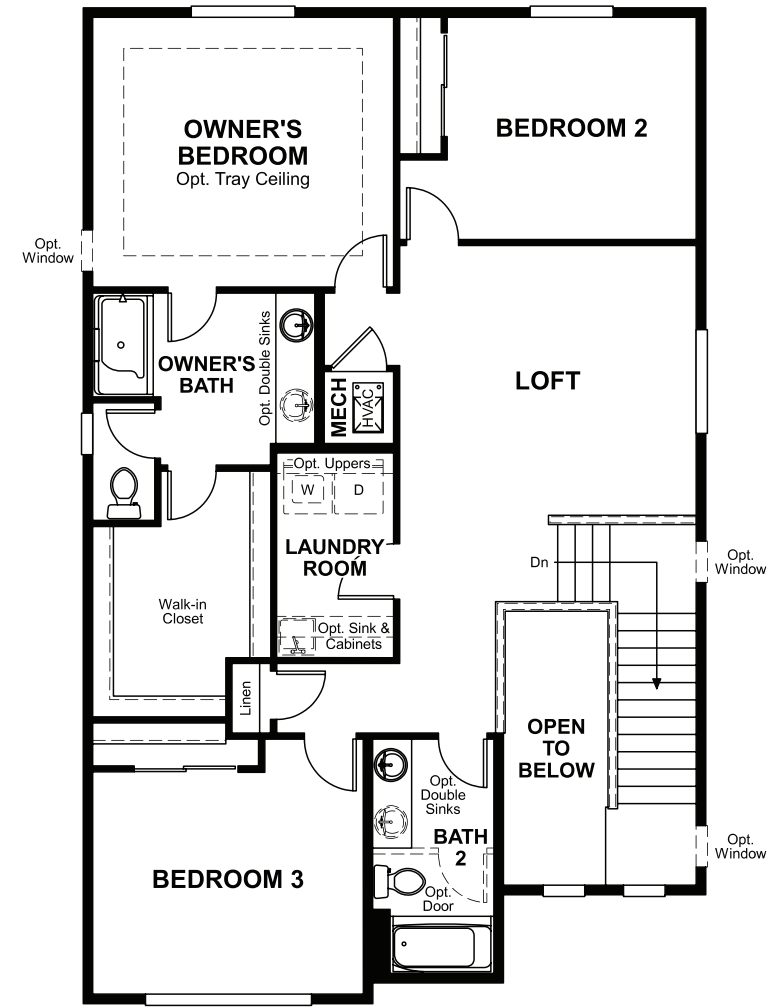 OWNER'S
BEDROOM
Opt. Tray Ceiling
BEDROOM 2
Opt.
Window
OWNER'S
BATH
Opt. Double Sinks
MECH
HVAC
LOFT
Opt. Uppers
W
D
LAUNDRY
ROOM
Opt. Sink &
Cabinets
Dn
Opt.
Window
Walk-in
Closet
Linen
OPEN
TO
BELOW
Opt.
Double
Sinks
BATH
2
Opt.
Door
Opt.
Window
BEDROOM 3